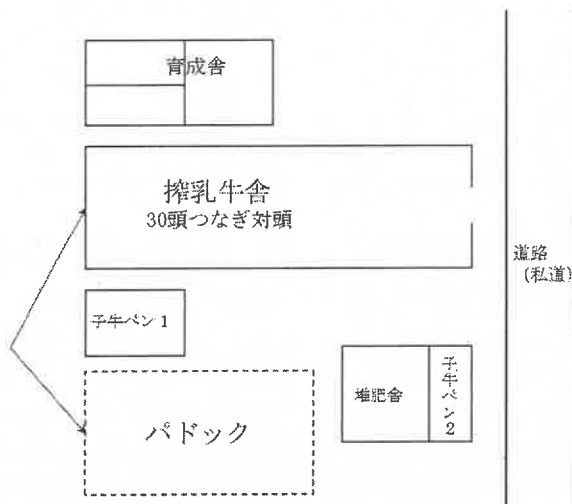 育成舎
搾乳牛舎
30頭つなぎ対頭
道路
(私道)
子牛ペン1
堆肥舎
子牛ペン2
パドック